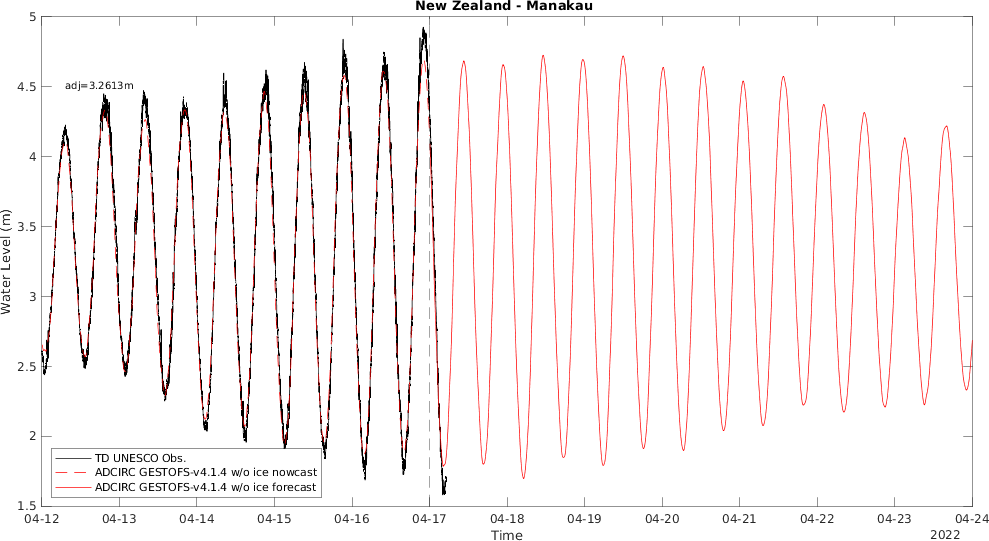 New Zealand - Manakau
5
adj=3.2613m
4.5
4
3.5
Water Level (m)
3
2.5
2
1.5
TD UNESCO Obs.
ADCIRC GESTOFS-v4.1.4 w/o ice nowcast
ADCIRC GESTOFS-v4.1.4 w/o ice forecast
04-12 04-13 04-14 04-15 04-16 04-17 04-18 04-19 04-20 04-21 04-22 04-23 04-24
Time
2022